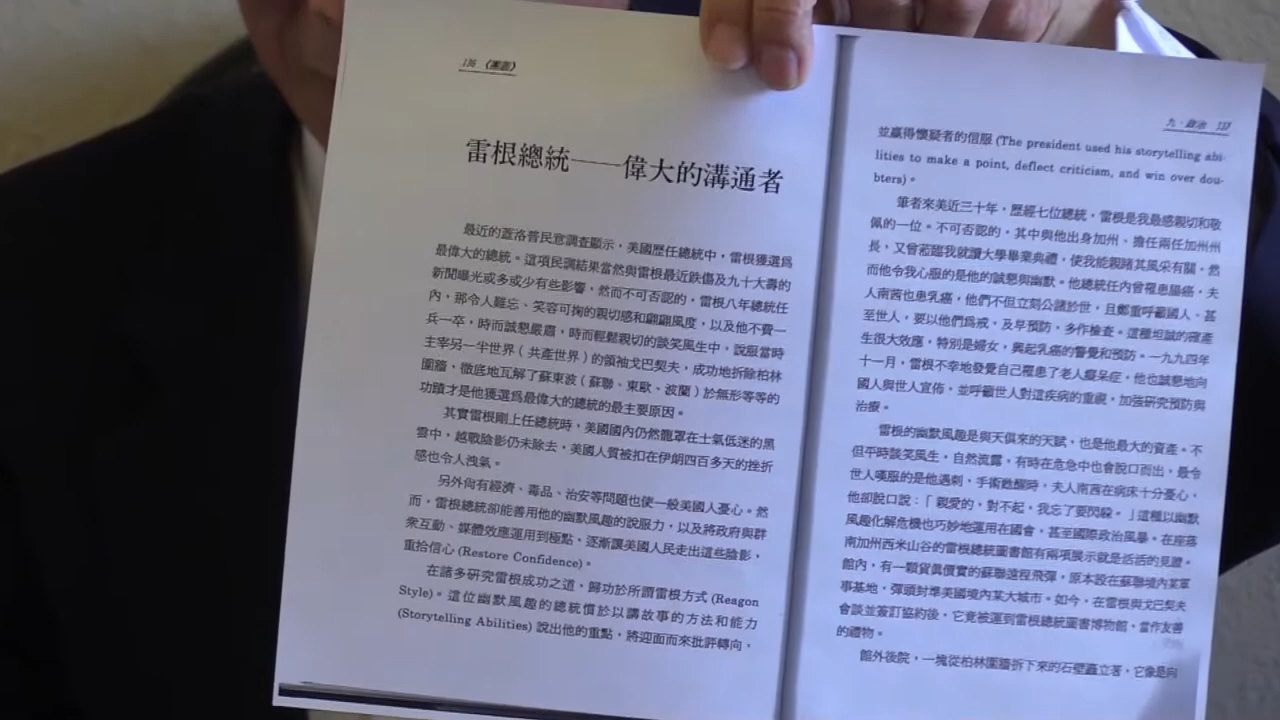 136 《圍面》
雷根總統——偉大的溝通者
最近的蓋洛普民意調查顯示，美國歷任總統中，雷根獲選爲
最偉大的總統。這項民調結果當然與雷根最近跌傷及九十大壽的
新聞曝光或多或少有些影響，然而不可否認的，雷根八年總統任
內，那令人難忘、笑容可掬的親切感和翩翩風度，以及他不費一
兵一卒，時而誠懇嚴肅，時而輕鬆親切的談笑風生中，說服當時
主宰另一半世界（共產世界）的領袖戈巴契夫，成功地拆除柏林
圍牆，徹底地瓦解了蘇東波（蘇聯、東歐、波蘭）於無形等等的
功蹟才是他獲選爲最偉大的總統的最主要原因。
其實雷根剛上任總統時，美國國內仍然籠罩在士氣低迷的黑
雲中，越戰陰影仍未除去，美國人質被扣在伊朗四百多天的挫折
感也令人洩氣。
另外尙有經濟、毒品、治安等問題也使一般美國人憂心。然
而，雷根總統卻能善用他的幽默風趣的說服力，以及將政府與群
衆互動、媒體效應運用到極點，逐漸讓美國人民走出這些陰影，
重拾信心 (Restore Confidence)。
在諸多研究雷根成功之道，歸功於所謂雷根方式 (Reagon
Style)。這位幽默風趣的總統慣於以講故事的方法和能力
(Storytelling Abilities) 說出他的重點，將迎面而來批評轉向，
九・政治 137
並贏得懷疑者的信服 (The president used his storytelling abi-
lities to make a point, deflect criticism, and win over dou-
bters)。
筆者來美近三十年，歷經七位總統，雷根是我最感親切和敬
佩的一位。不可否認的，其中與他出身加州、擔任兩任加州州
長，又曾蒞臨我就讀大學畢業典禮，使我能親睹其風采有關，然
而他令我心服的是他的誠懇與幽默。他總統任內曾罹患腸癌，夫
人南茜也患乳癌，他們不但立刻公諸於世，且鄭重呼籲國人、甚
至世人，要以他們爲戒，及早預防，多作檢查。這種坦誠的確產
生很大效應，特別是婦女，興起乳癌的警覺和預防。一九九四年
十一月，雷根不幸地發覺自己罹患了老人癡呆症，他也誠懇地向
國人與世人宣佈，並呼籲世人對這疾病的重視，加強研究預防與
治療。
雷根的幽默風趣是與天俱來的天賦，也是他最大的資產。不
但平時談笑風生，自然流露，有時在危急中也會脫口而出，最令
世人嘆服的是他遇刺，手術甦醒時，夫人南茜在病床十分憂心，
他卻脫口說：「親愛的，對不起，我忘了要閃躱。」這種以幽默
風趣化解危機也巧妙地運用在國會，甚至國際政治風暴。在座落
南加州西米山谷的雷根總統圖書館有兩項展示就是活活的見證。
館內，有一顆貨眞價實的蘇聯遠程飛彈，原本設在蘇聯境內某軍
事基地，彈頭對準美國境內某大城市。如今，在雷根與戈巴契夫
會談並簽訂協約後，它竟被運到雷根總統圖書博物館，當作友善
的禮物。
館外後院，一塊從柏林圍牆拆下來的石壁矗立著，它像是向